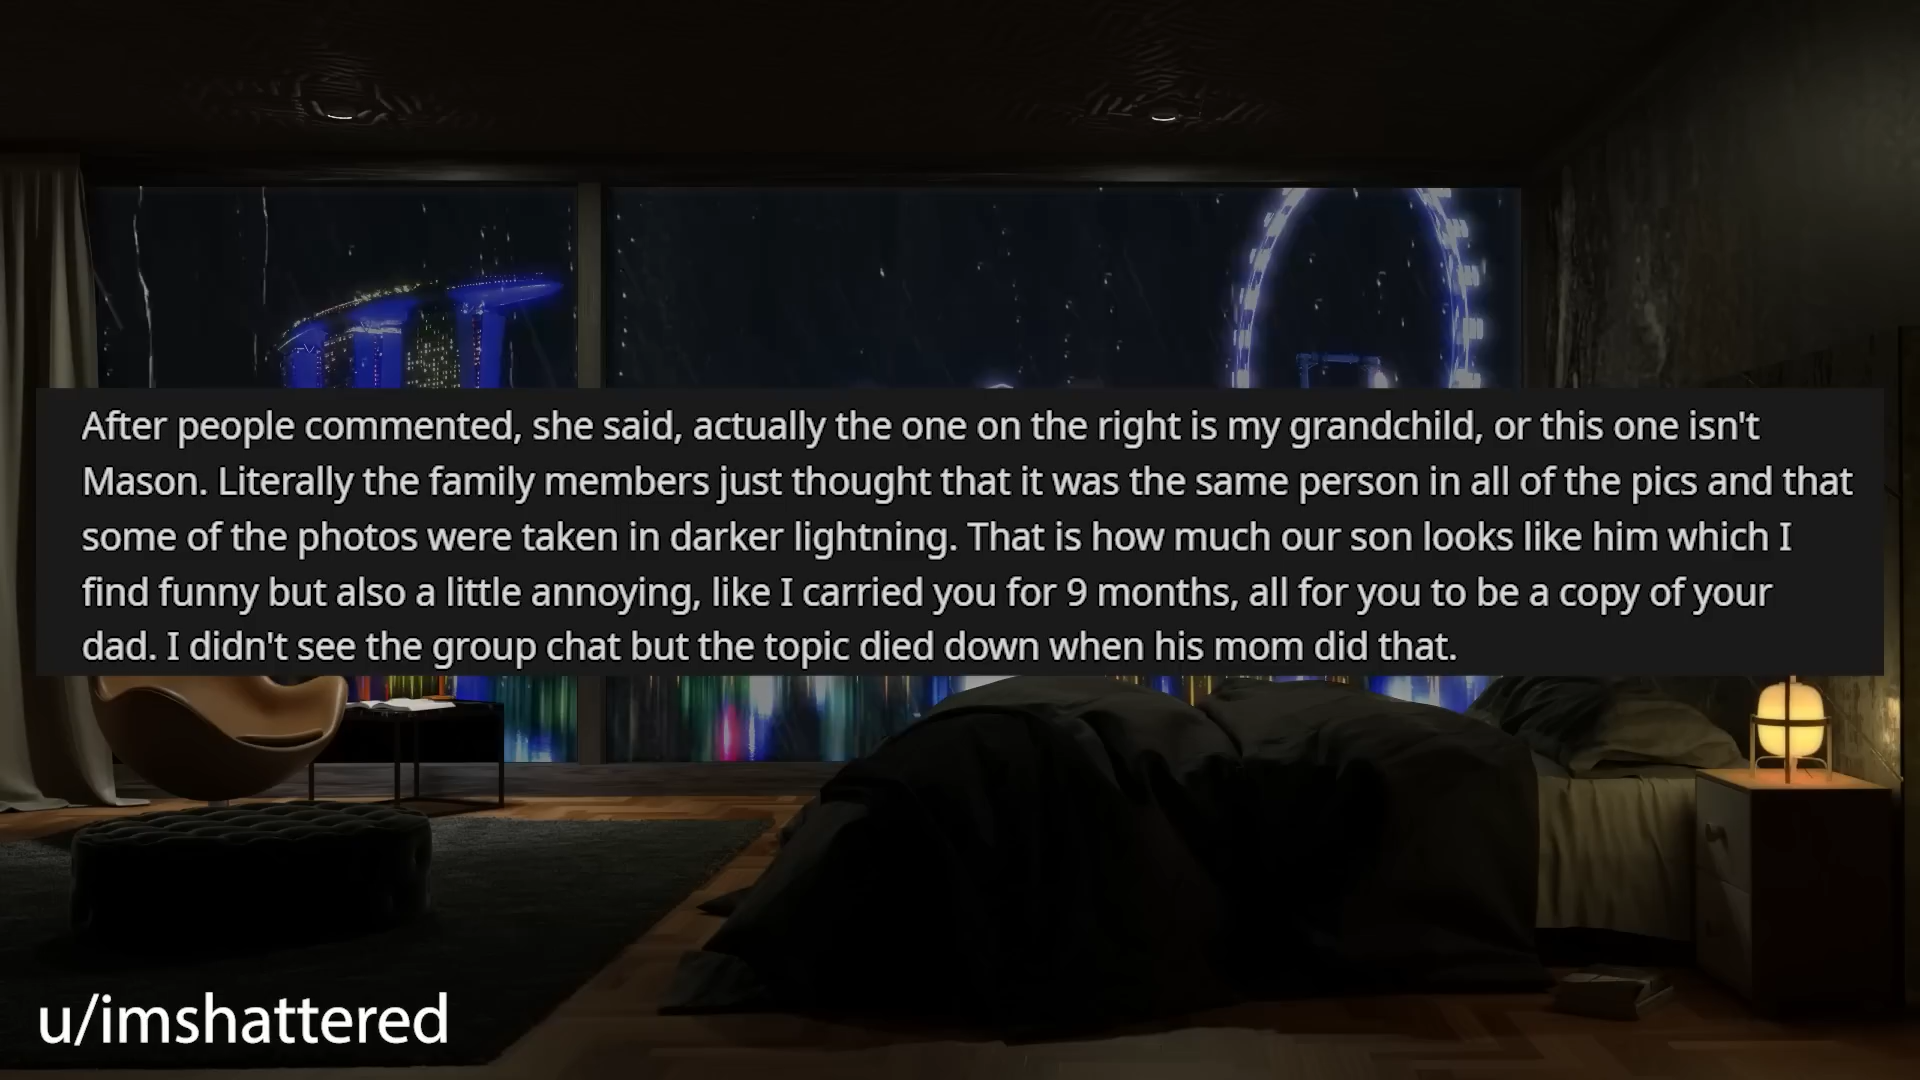 After people commented, she said, actually the one on the right is my grandchild, or this one isn't
Mason. Literally the family members just thought that it was the same person in all of the pics and that
some of the photos were taken in darker lightning. That is how much our son looks like him which I
find funny but also a little annoying, like I carried you for 9 months, all for you to be a copy of your
dad. I didn't see the group chat but the topic died down when his mom did that.
u/imshattered